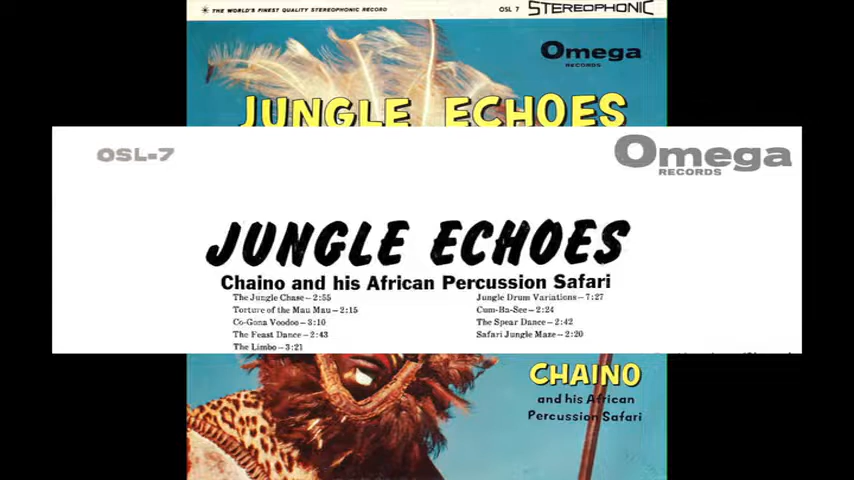 * THE WORLD'S FINEST QUALITY STEREOPHONIC RECORD
OSL 7 STEREOPHONIC
Omega
RECORDS
JUNGLE ECHOES
OSL-7
Omega
RECORDS
JUNGLE ECHOES
Chaino and his African Percussion Safari
The Jungle Chase – 2:55
Torture of the Mau Mau – 2:15
Co-Gona Voodoo – 3:10
The Feast Dance – 2:43
The Limbo – 3:21
Jungle Drum Variations – 7:27
Cum-Ba-See – 2:24
The Spear Dance – 2:42
Safari Jungle Maze – 2:20
CHAINO
and his African
Percussion Safari